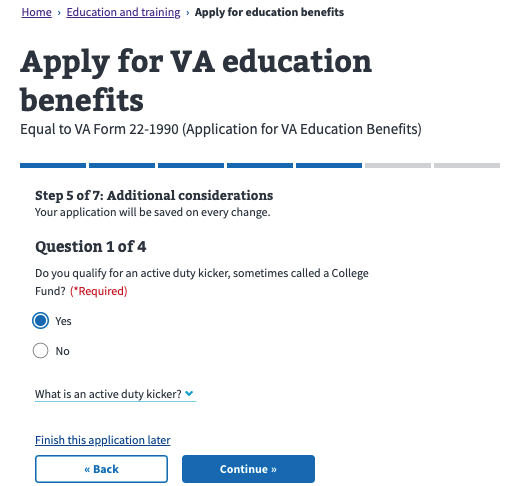 Home › Education and training › Apply for education benefits
Apply for VA education
benefits
Equal to VA Form 22-1990 (Application for VA Education Benefits)
Step 5 of 7: Additional considerations
Your application will be saved on every change.
Question 1 of 4
Do you qualify for an active duty kicker, sometimes called a College
Fund? (*Required)
Yes
No
What is an active duty kicker?
Finish this application later
« Back
Continue »